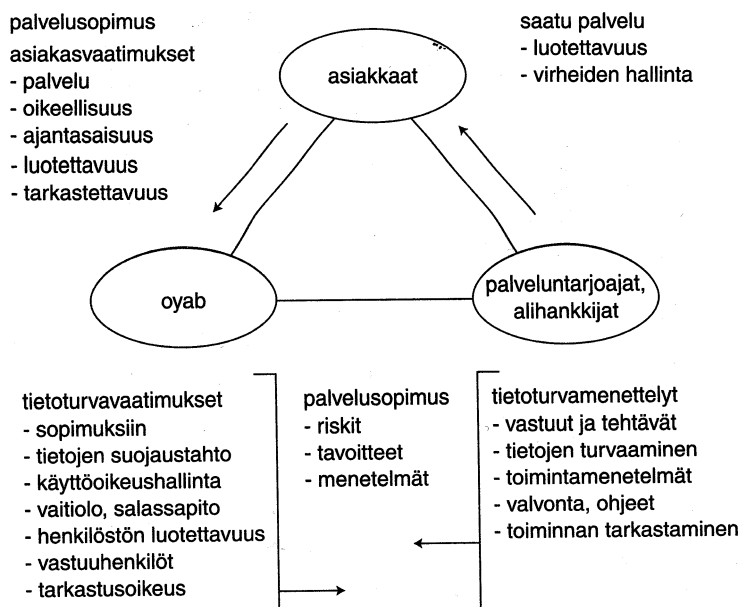 palvelusopimus
asiakasvaatimukset
- palvelu
- oikeellisuus
- ajantasaisuus
- luotettavuus
- tarkastettavuus
asiakkaat
saatu palvelu
- luotettavuus
- virheiden hallinta
oyab
palveluntarjoajat,
alihankkijat
tietoturvavaatimukset
- sopimuksiin
- tietojen suojaustahto
- käyttöoikeushallinta
- vaitiolo, salassapito
- henkilöstön luotettavuus
- vastuuhenkilöt
- tarkastusoikeus
palvelusopimus
- riskit
- tavoitteet
- menetelmät
tietoturvamenettelyt
- vastuut ja tehtävät
- tietojen turvaaminen
- toimintamenetelmät
- valvonta, ohjeet
- toiminnan tarkastaminen